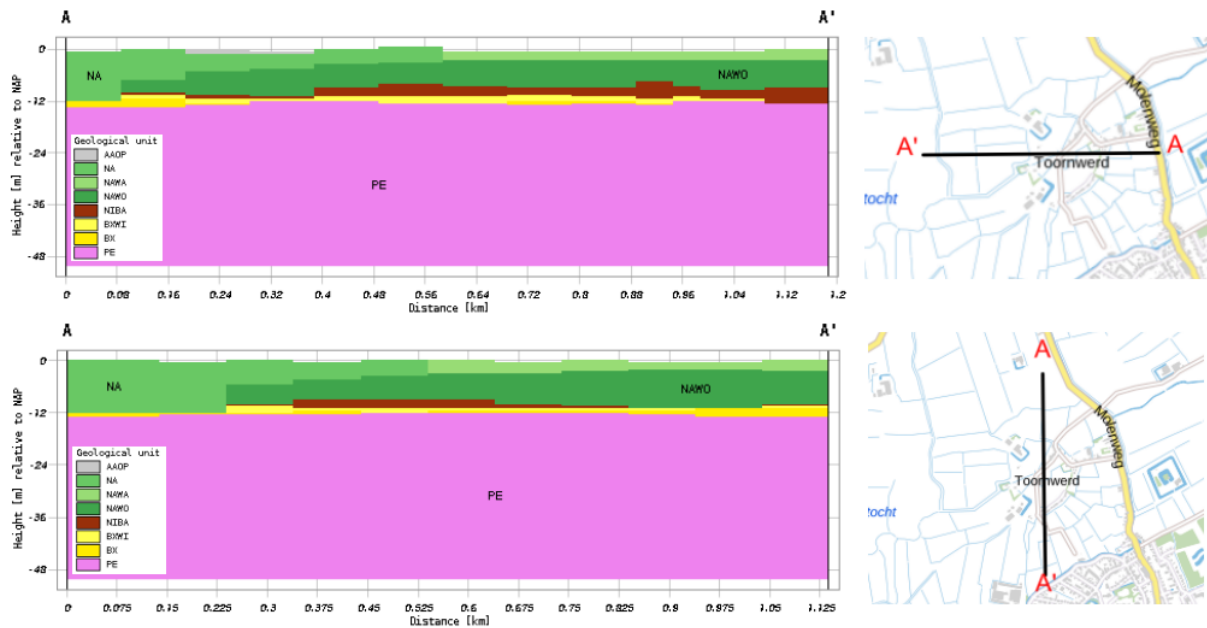 A A'
Height [m] relative to NAP
0
-12
-24
-36
-48
NA
NAWO
PE
Geological unit
AAOP
NA
NAWA
NAWO
NIBA
BXWI
BX
PE
0 0.08 0.16 0.24 0.32 0.4 0.48 0.56 0.64 0.72 0.8 0.88 0.96 1.04 1.12 1.2
Distance [km]
Molenweg
A' A
Toornwerd
tocht
A A'
Height [m] relative to NAP
0
-12
-24
-36
-48
NA
NAWO
PE
Geological unit
AAOP
NA
NAWA
NAWO
NIBA
BXWI
BX
PE
0 0.075 0.15 0.225 0.3 0.375 0.45 0.525 0.6 0.675 0.75 0.825 0.9 0.975 1.05 1.125
Distance [km]
A
Molenweg
Toornwerd
tocht
A'